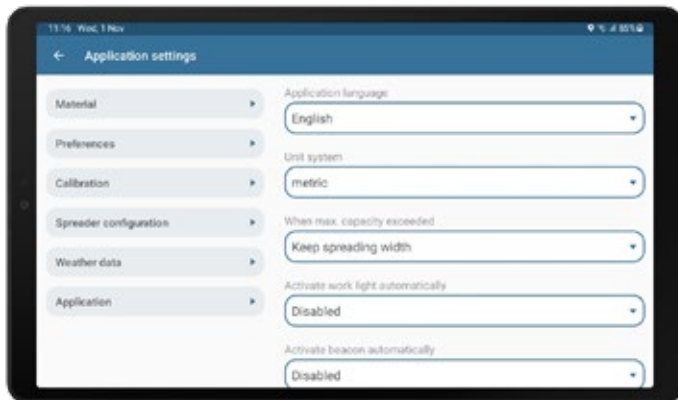 11:16 Wed, 1 Nov
Application settings
Material
Preferences
Calibration
Spreader configuration
Weather data
Application
Application language
English
Unit system
metric
When max. capacity exceeded
Keep spreading width
Activate work light automatically
Disabled
Activate beacon automatically
Disabled